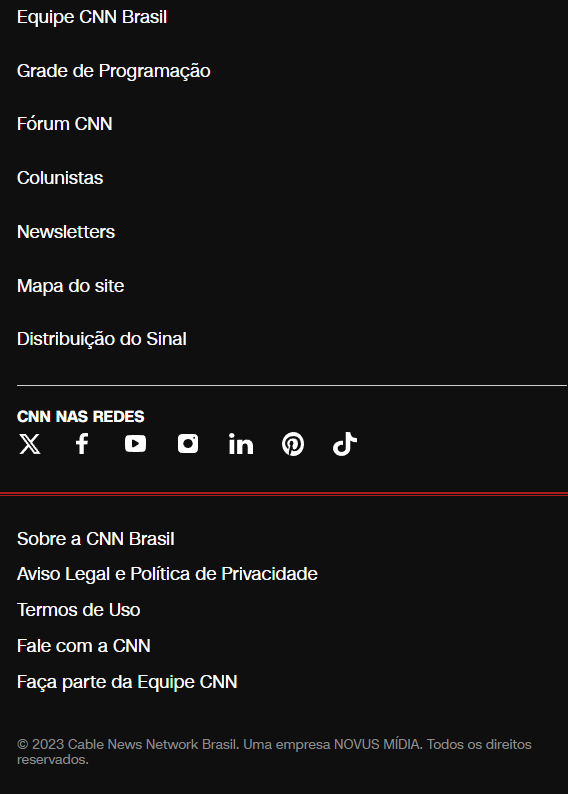 Equipe CNN Brasil
Grade de Programação
Fórum CNN
Colunistas
Newsletters
Mapa do site
Distribuição do Sinal
CNN NAS REDES
Sobre a CNN Brasil
Aviso Legal e Política de Privacidade
Termos de Uso
Fale com a CNN
Faça parte da Equipe CNN
© 2023 Cable News Network Brasil. Uma empresa NOVUS MÍDIA. Todos os direitos
reservados.